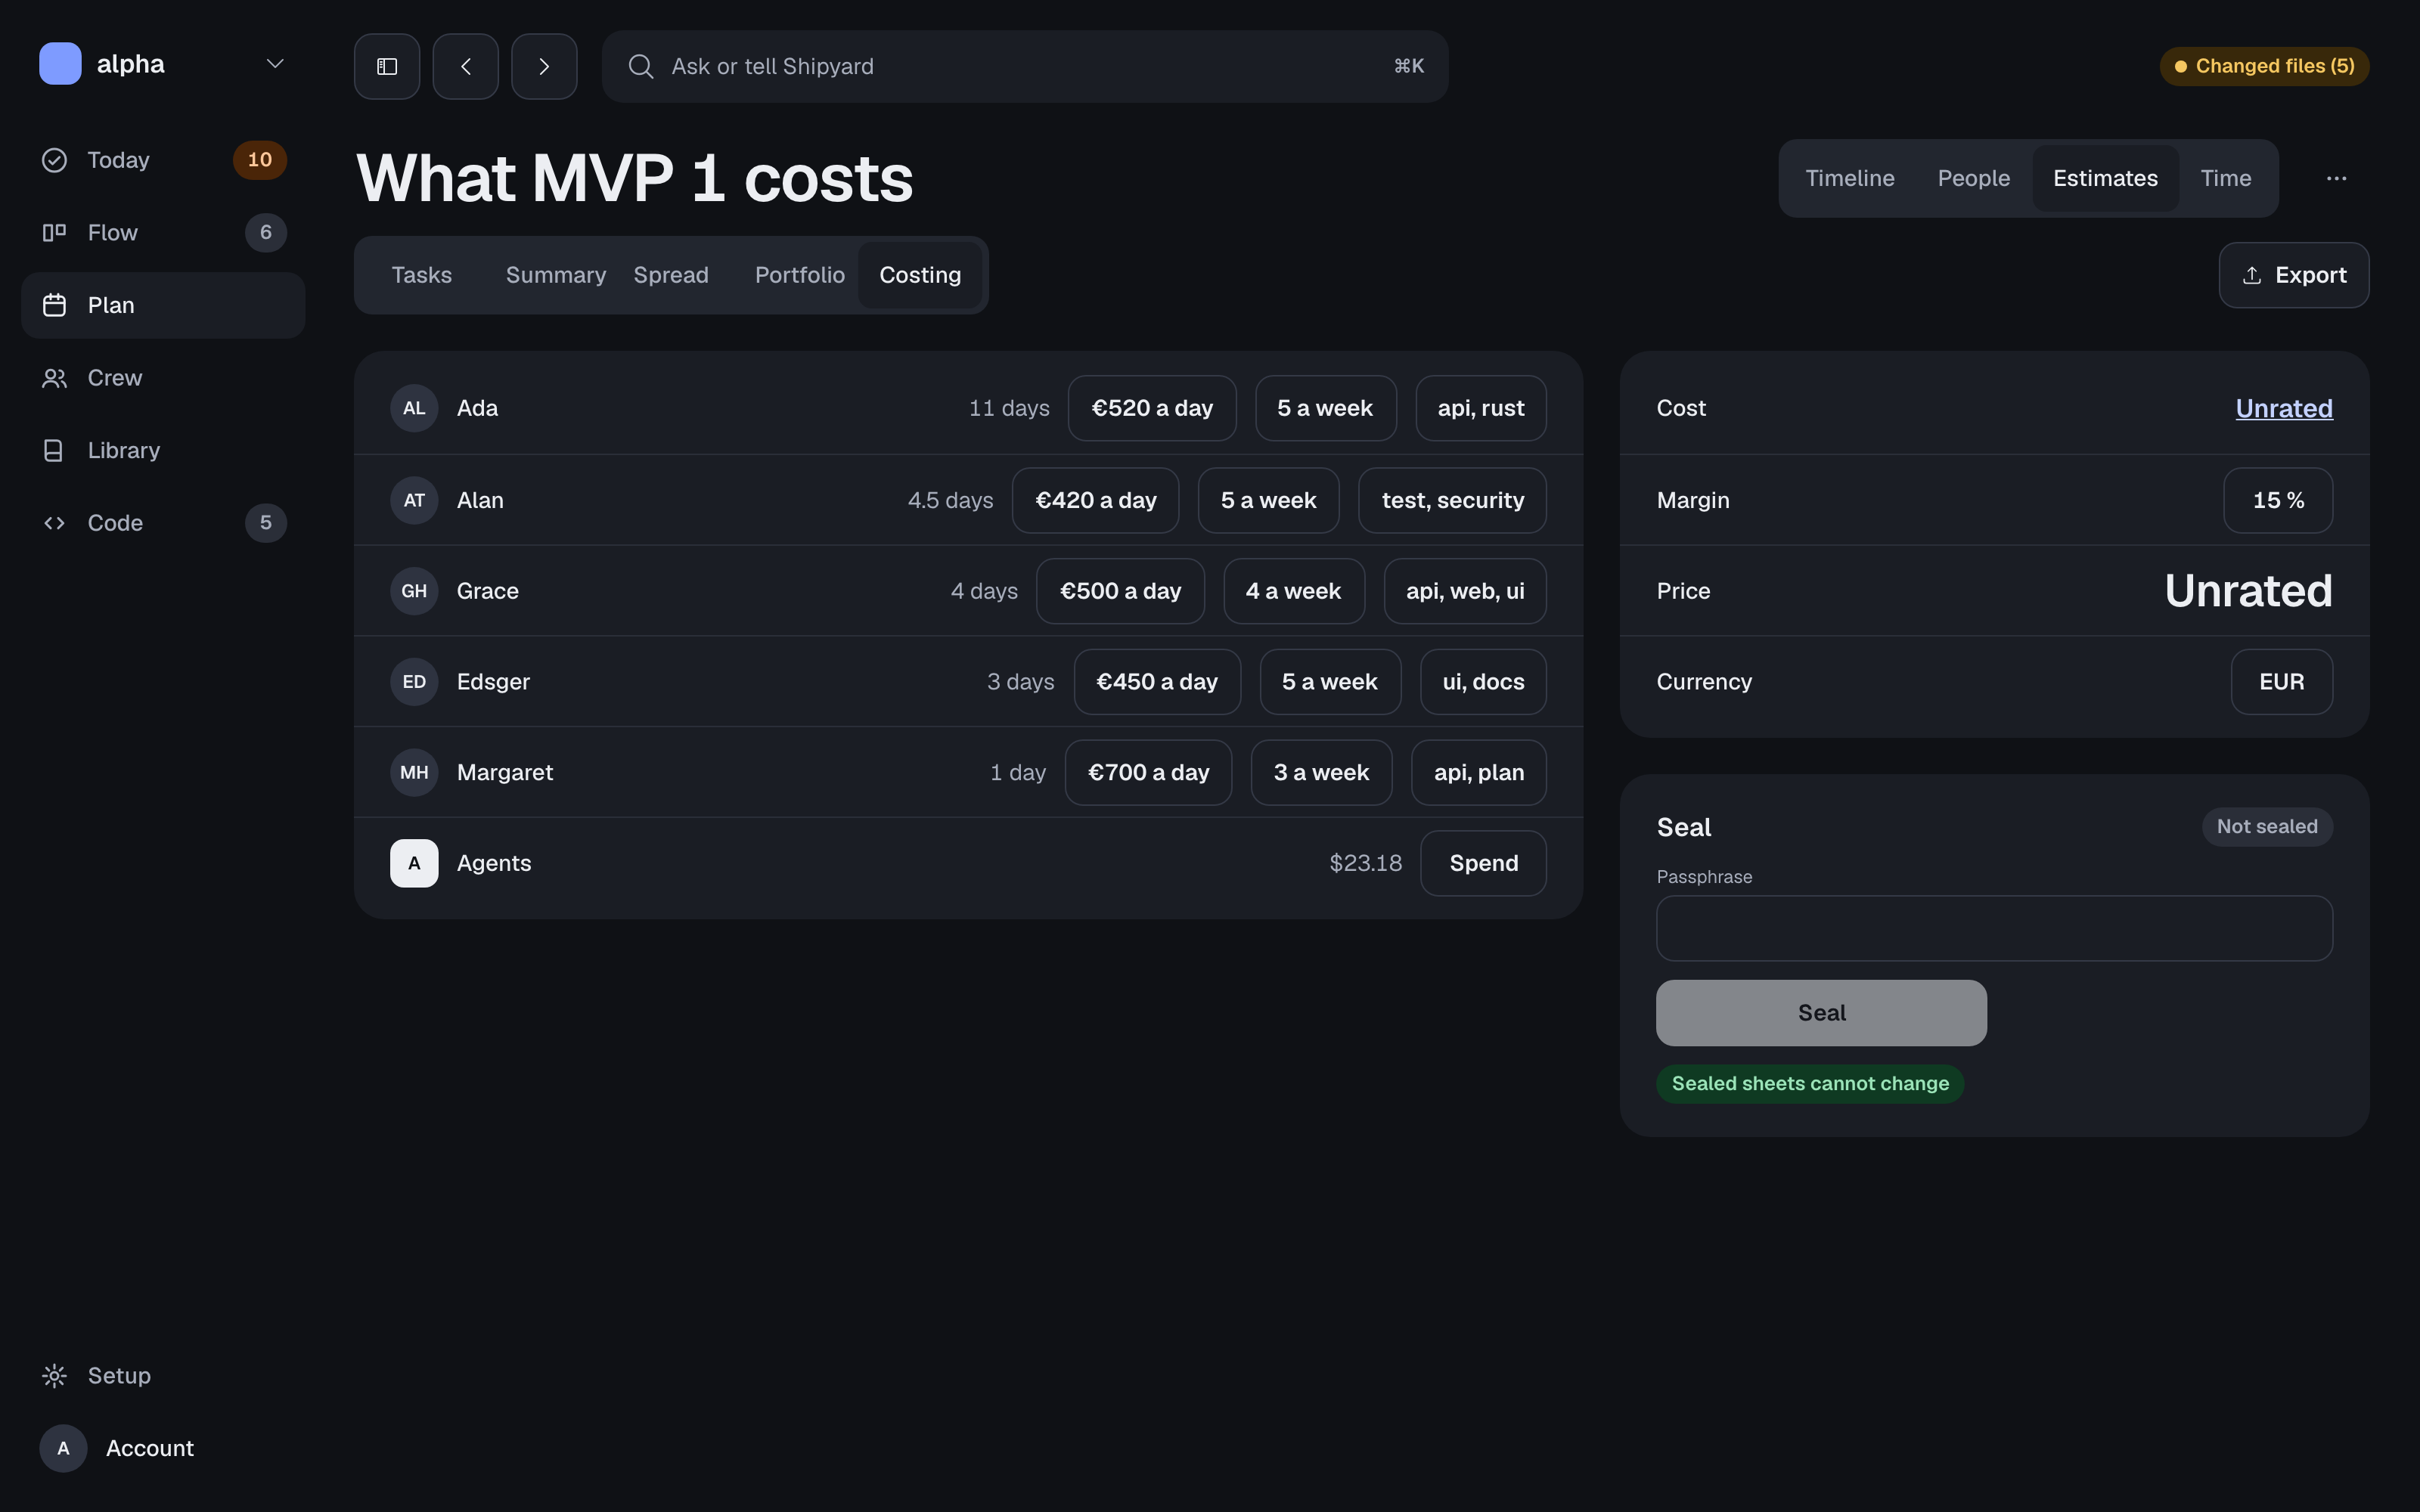 alpha
Ask or tell Shipyard ⌘K
Changed files (5)
Today 10
Flow 6
Plan
Crew
Library
Code 5
Setup
A Account
What MVP 1 costs
Timeline People Estimates Time
Tasks Summary Spread Portfolio Costing
Export
AL Ada 11 days €520 a day 5 a week api, rust
AT Alan 4.5 days €420 a day 5 a week test, security
GH Grace 4 days €500 a day 4 a week api, web, ui
ED Edsger 3 days €450 a day 5 a week ui, docs
MH Margaret 1 day €700 a day 3 a week api, plan
A Agents $23.18 Spend
Cost Unrated
Margin 15 %
Price Unrated
Currency EUR
Seal Not sealed
Passphrase
Seal
Sealed sheets cannot change